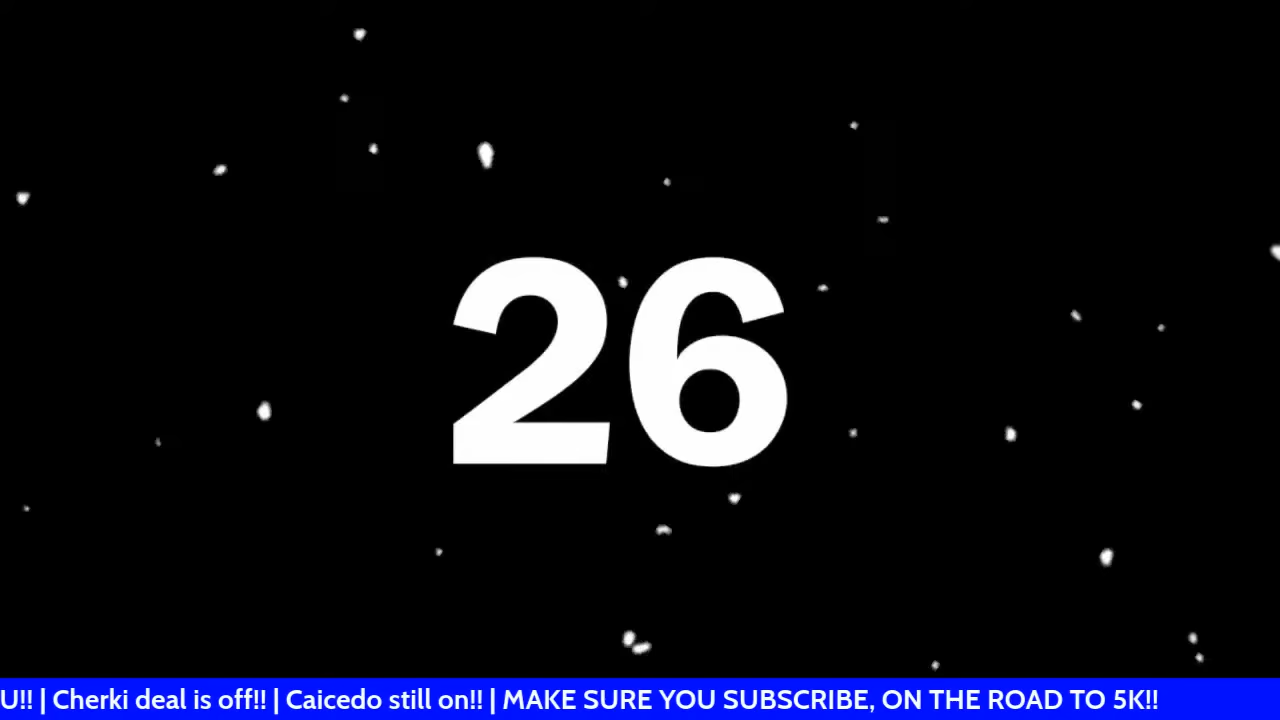 26
U!! | Cherki deal is off!! | Caicedo still on!! | MAKE SURE YOU SUBSCRIBE, ON THE ROAD TO 5K!!